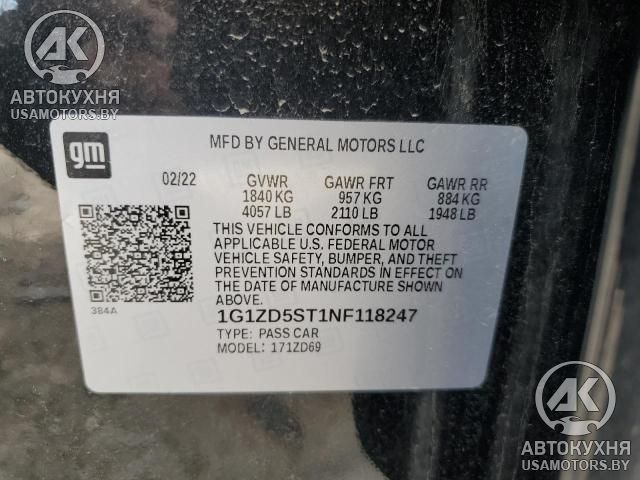 АВТОКУХНЯ
USAMOTORS.BY
gm
MFD BY GENERAL MOTORS LLC
02/22 GVWR GAWR FRT GAWR RR
1840 KG 957 KG 884 KG
4057 LB 2110 LB 1948 LB
THIS VEHICLE CONFORMS TO ALL
APPLICABLE U.S. FEDERAL MOTOR
VEHICLE SAFETY, BUMPER, AND THEFT
PREVENTION STANDARDS IN EFFECT ON
THE DATE OF MANUFACTURE SHOWN
ABOVE.
384A
1G1ZD5ST1NF118247
TYPE: PASS CAR
MODEL: 171ZD69
АК
АВТОКУХНЯ
USAMOTORS.BY
АК